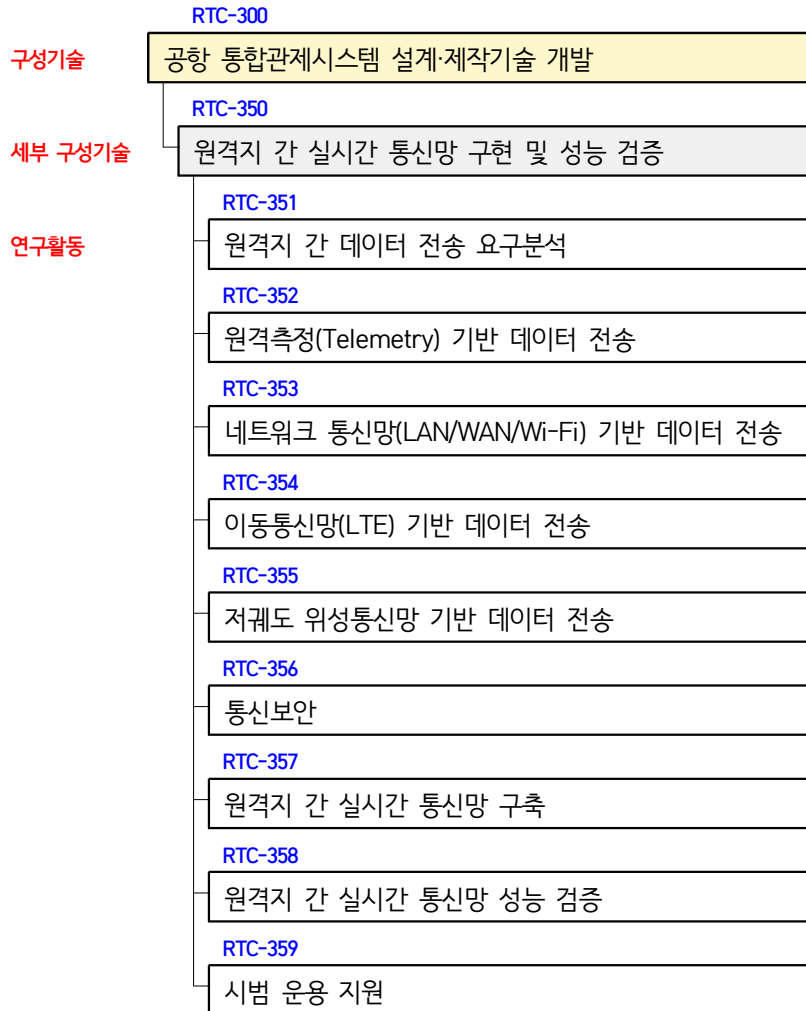 RTC-300
구성기술
공항 통합관제시스템 설계·제작기술 개발
RTC-350
세부 구성기술
원격지 간 실시간 통신망 구현 및 성능 검증
RTC-351
연구활동
원격지 간 데이터 전송 요구분석
RTC-352
원격측정(Telemetry) 기반 데이터 전송
RTC-353
네트워크 통신망(LAN/WAN/Wi-Fi) 기반 데이터 전송
RTC-354
이동통신망(LTE) 기반 데이터 전송
RTC-355
저궤도 위성통신망 기반 데이터 전송
RTC-356
통신보안
RTC-357
원격지 간 실시간 통신망 구축
RTC-358
원격지 간 실시간 통신망 성능 검증
RTC-359
시범 운용 지원